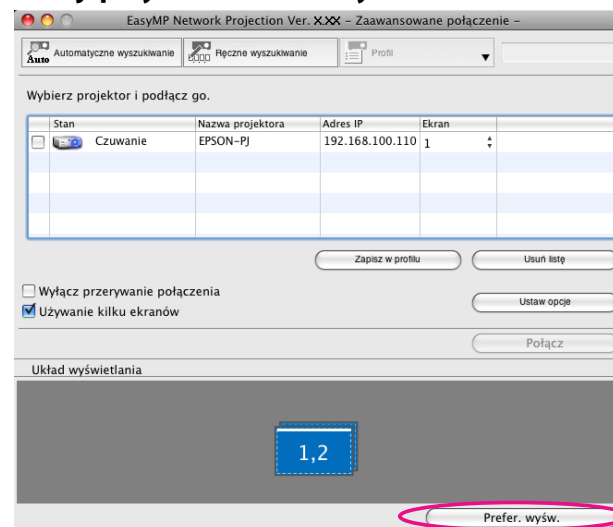 EasyMP Network Projection Ver. X.XX – Zaawansowane połączenie –
Auto Automatyczne wyszukiwanie Ręczne wyszukiwanie Profil
Wybierz projektor i podłącz go.
Stan Nazwa projektora Adres IP Ekran
Czuwanie EPSON-PJ 192.168.100.110 1
Zapisz w profilu Usuń listę
Wyłącz przerywanie połączenia
Używanie kilku ekranów
Ustaw opcje
Połącz
Układ wyświetlania
1,2
Prefer. wyśw.